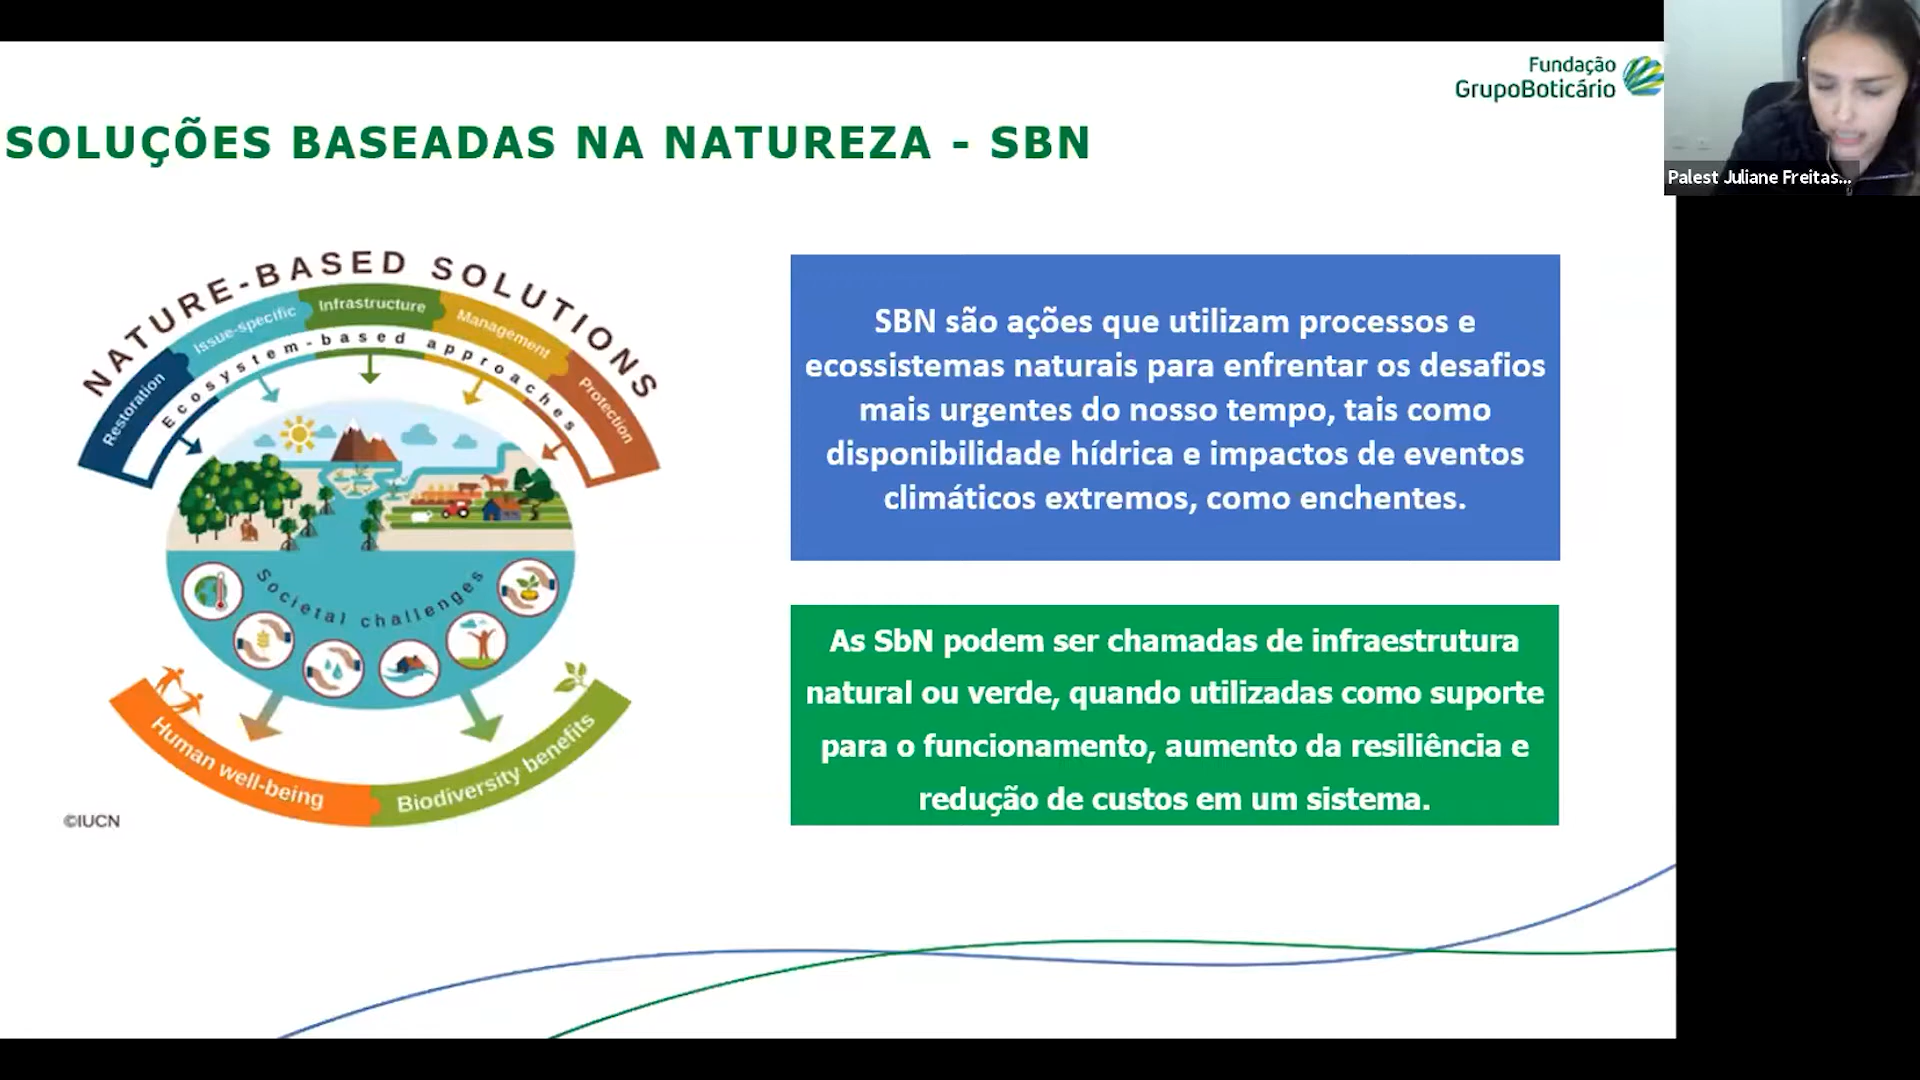 Fundação
GrupoBoticário
Palest Juliane Freitas...
SOLUÇÕES BASEADAS NA NATUREZA - SBN
NATURE-BASED SOLUTIONS
Restoration
Issue-specific
Infrastructure
Management
Protection
Ecosystem-based approaches
Societal challenges
Human well-being
Biodiversity benefits
©IUCN
SBN são ações que utilizam processos e
ecossistemas naturais para enfrentar os desafios
mais urgentes do nosso tempo, tais como
disponibilidade hídrica e impactos de eventos
climáticos extremos, como enchentes.
As SbN podem ser chamadas de infraestrutura
natural ou verde, quando utilizadas como suporte
para o funcionamento, aumento da resiliência e
redução de custos em um sistema.